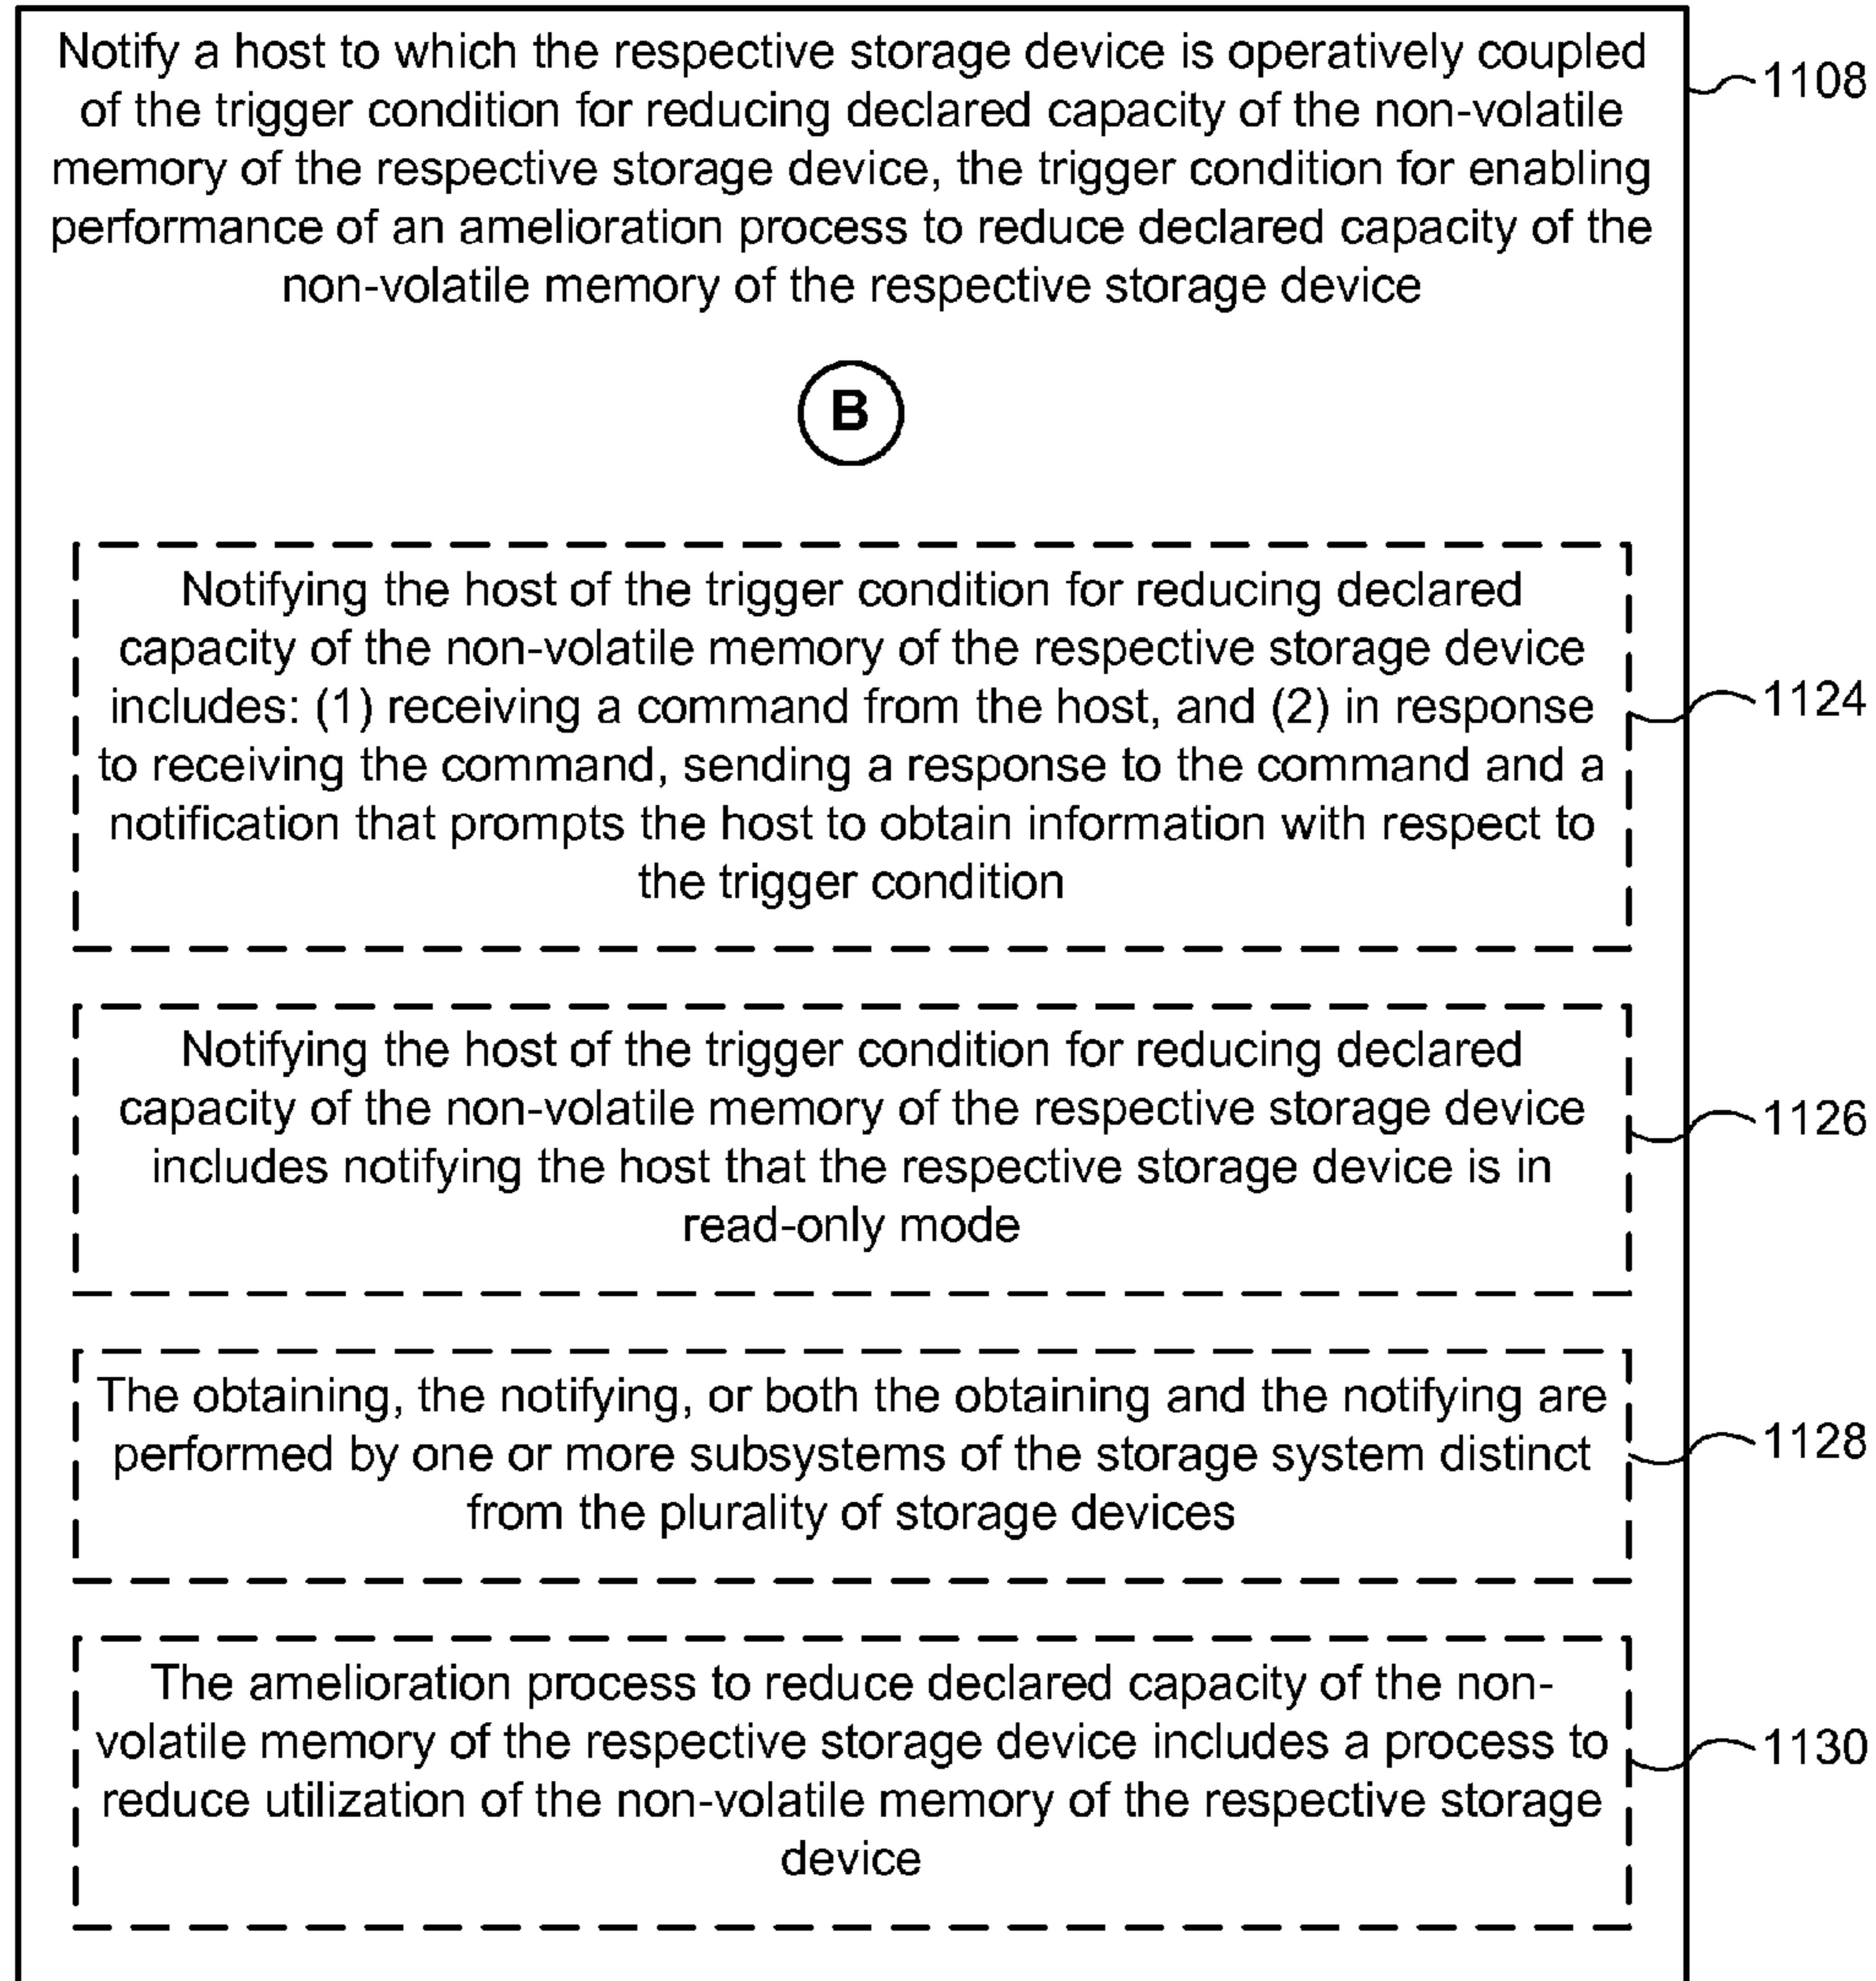 Notify a host to which the respective storage device is operatively coupled
of the trigger condition for reducing declared capacity of the non-volatile
memory of the respective storage device, the trigger condition for enabling
performance of an amelioration process to reduce declared capacity of the
non-volatile memory of the respective storage device
1108
B
Notifying the host of the trigger condition for reducing declared
capacity of the non-volatile memory of the respective storage device
includes: (1) receiving a command from the host, and (2) in response
to receiving the command, sending a response to the command and a
notification that prompts the host to obtain information with respect to
the trigger condition
1124
Notifying the host of the trigger condition for reducing declared
capacity of the non-volatile memory of the respective storage device
includes notifying the host that the respective storage device is in
read-only mode
1126
The obtaining, the notifying, or both the obtaining and the notifying are
performed by one or more subsystems of the storage system distinct
from the plurality of storage devices
1128
The amelioration process to reduce declared capacity of the non-
volatile memory of the respective storage device includes a process to
reduce utilization of the non-volatile memory of the respective storage
device
1130